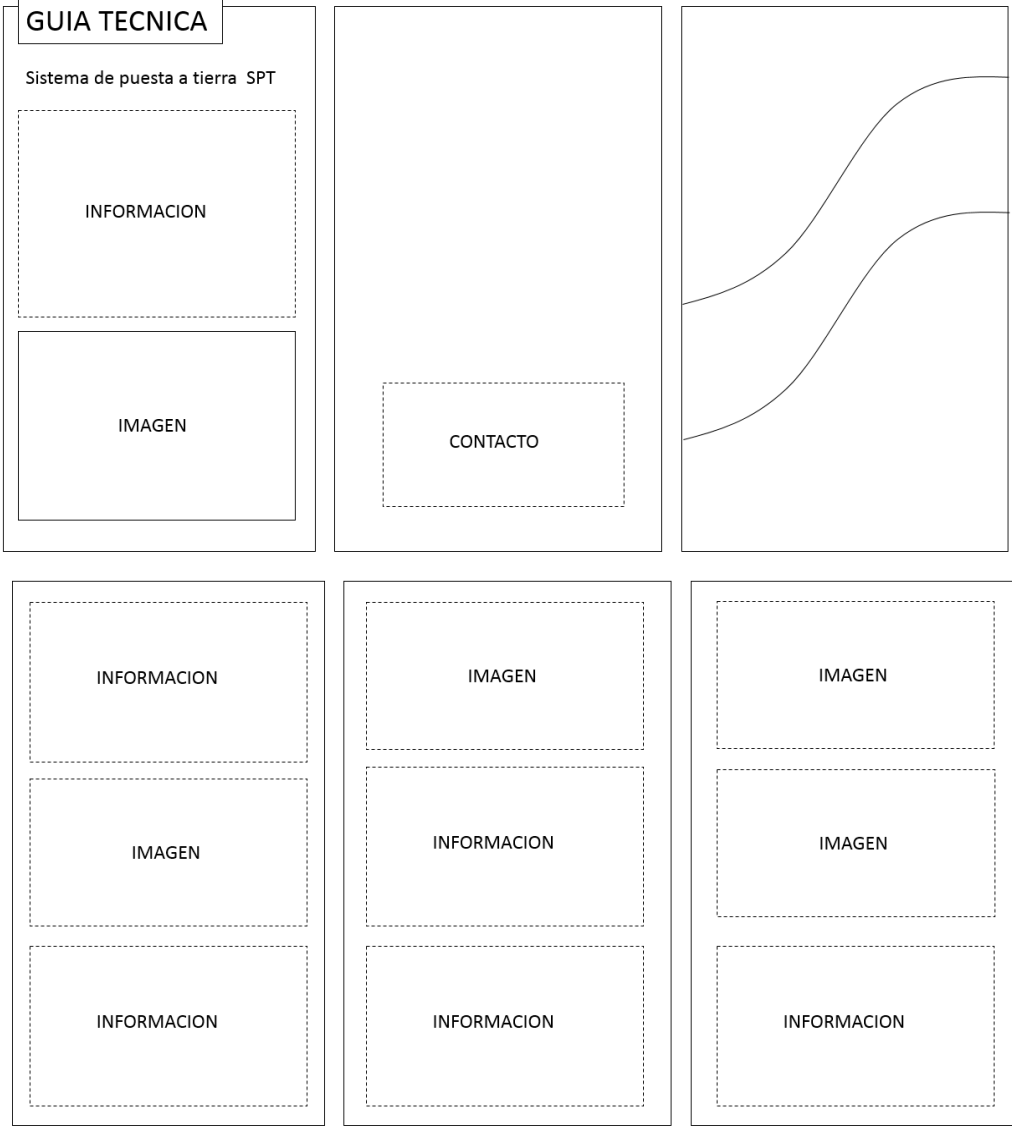 GUIA TECNICA
Sistema de puesta a tierra SPT
INFORMACION
IMAGEN
CONTACTO
INFORMACION
IMAGEN
INFORMACION
IMAGEN
INFORMACION
INFORMACION
IMAGEN
IMAGEN
INFORMACION